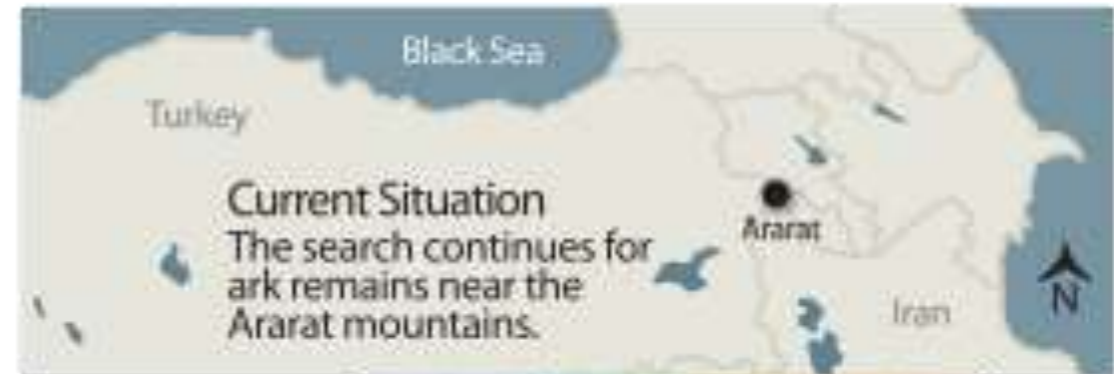 Black Sea
Turkey
Current Situation
The search continues for
ark remains near the
Ararat mountains.
Ararat
Iran
N